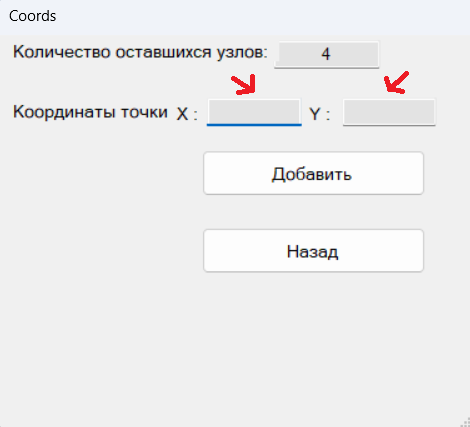 Coords
Количество оставшихся узлов: 4
Координаты точки X : Y :
Добавить
Назад